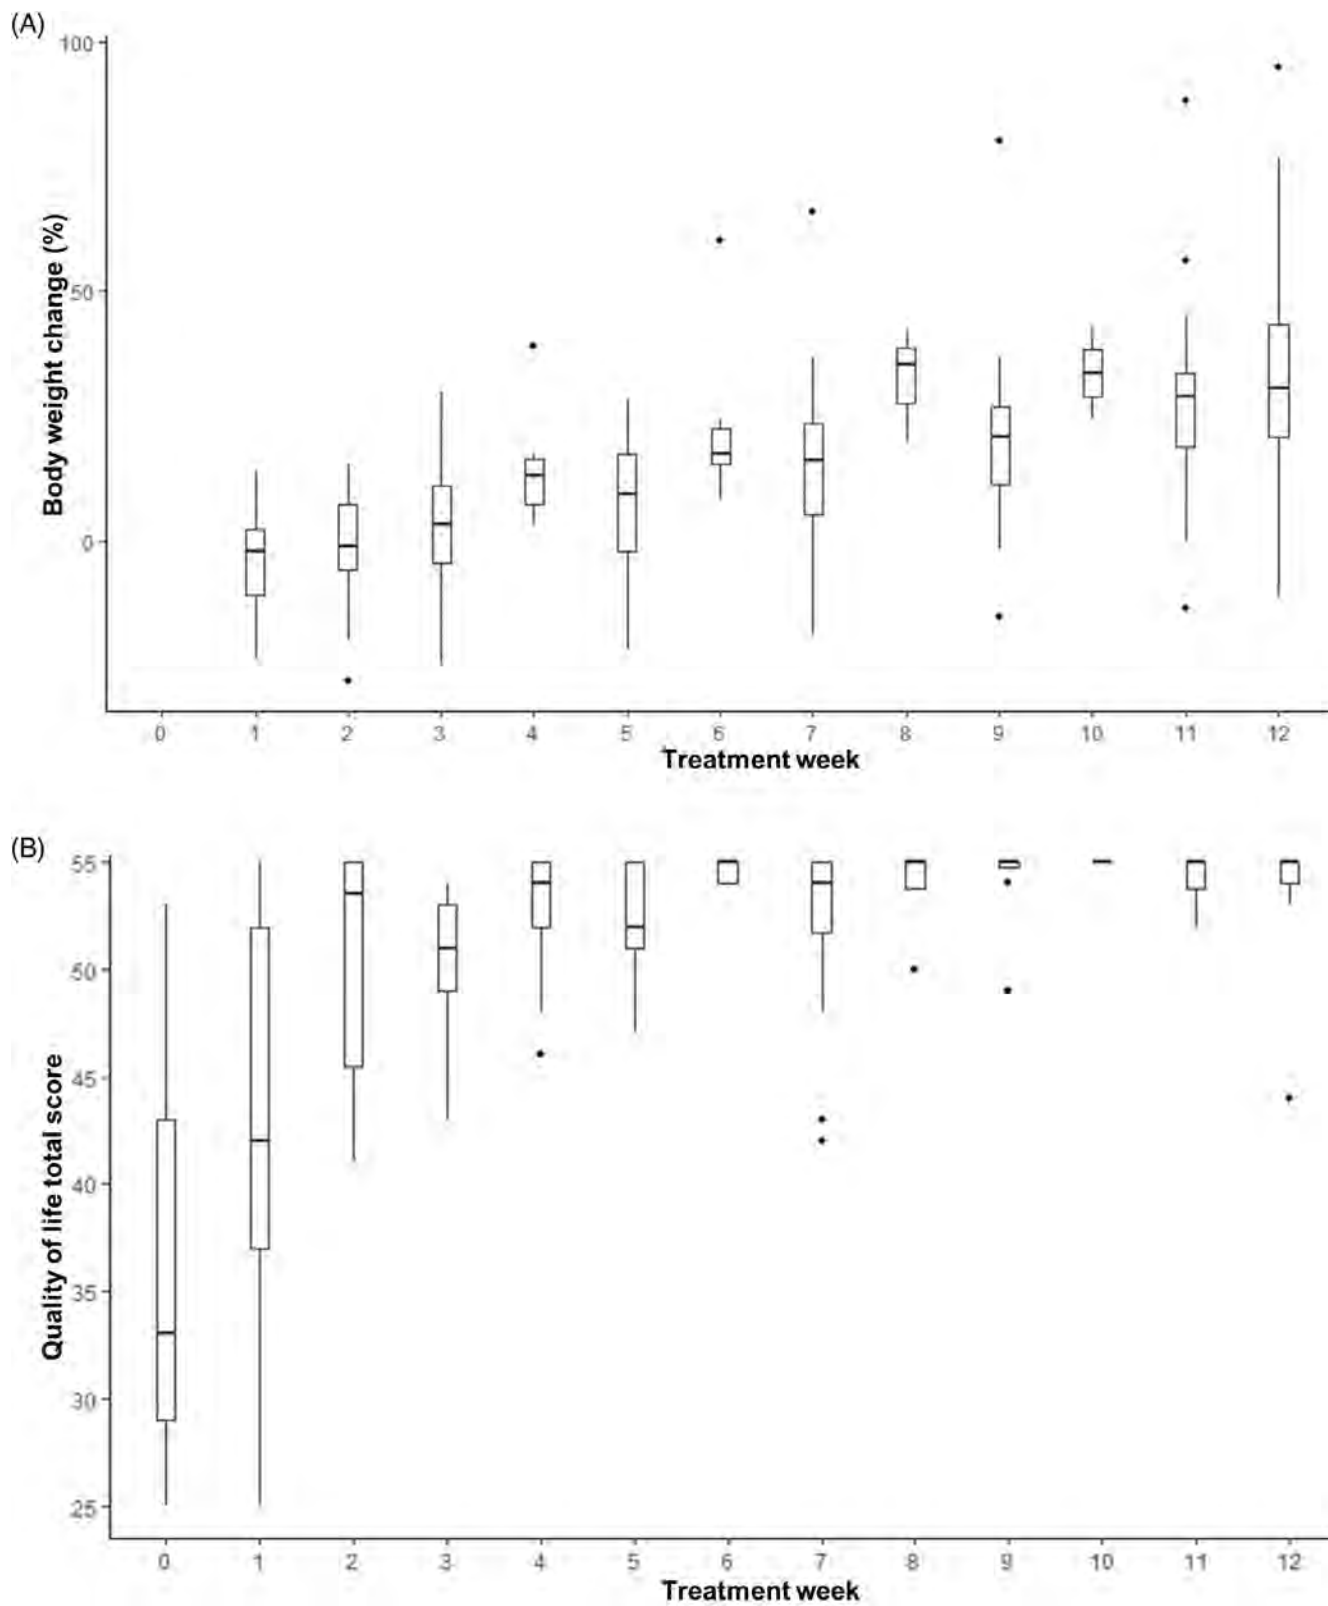 (A)
100
50
0
Body weight change (%)
0 1 2 3 4 5 6 7 8 9 10 11 12
Treatment week
(B)
55
50
45
40
35
30
25
Quality of life total score
0 1 2 3 4 5 6 7 8 9 10 11 12
Treatment week